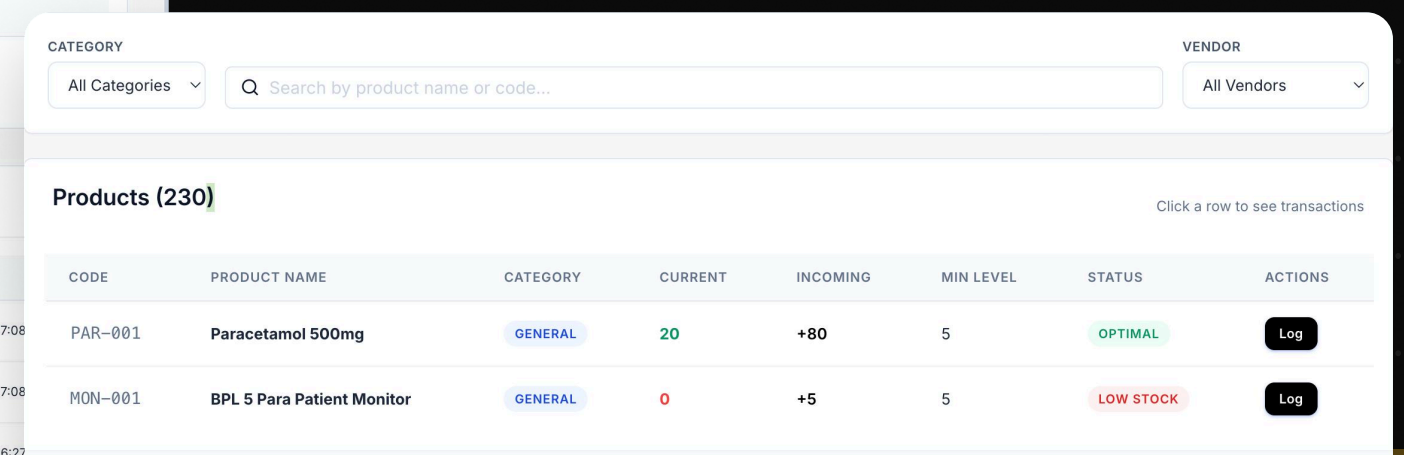 CATEGORY
VENDOR
All Categories
Search by product name or code...
All Vendors
Products (230)
Click a row to see transactions
CODE PRODUCT NAME CATEGORY CURRENT INCOMING MIN LEVEL STATUS ACTIONS
7:08
PAR-001 Paracetamol 500mg GENERAL 20 +80 5 OPTIMAL Log
7:08
MON-001 BPL 5 Para Patient Monitor GENERAL 0 +5 5 LOW STOCK Log
6:27